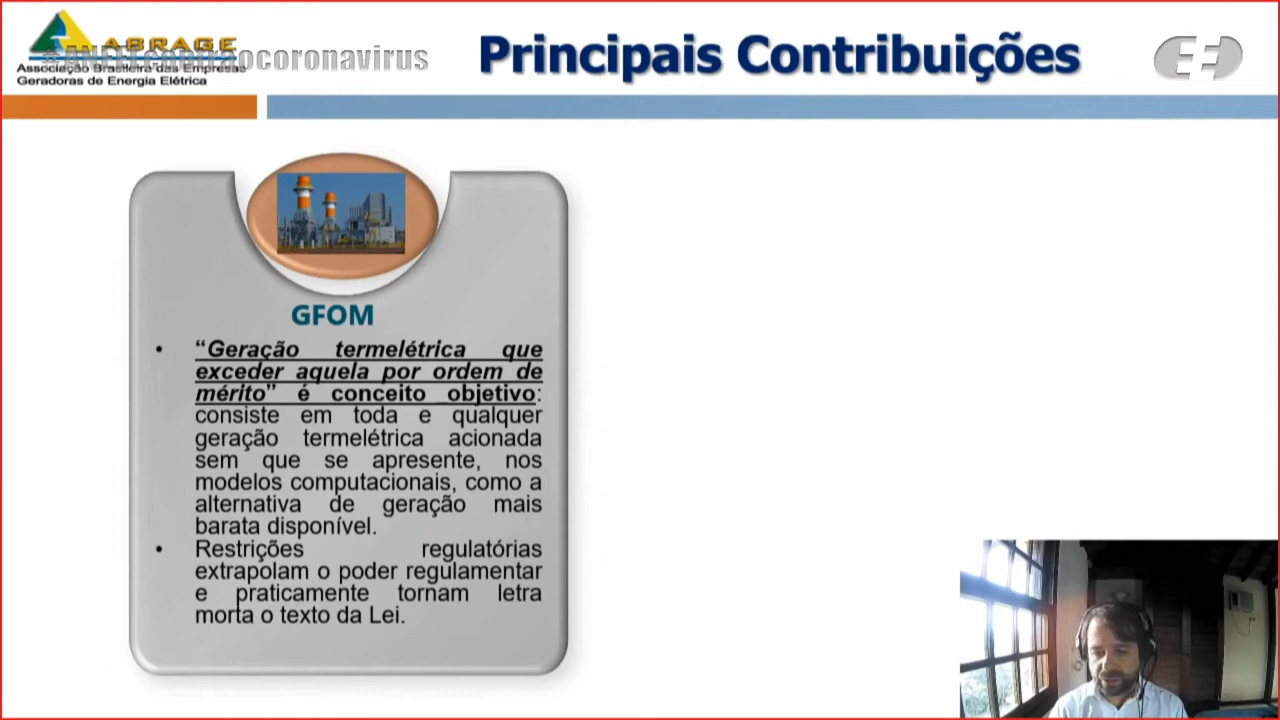 ABRAGE
#ANEELcontraocoronavirus
Associação Brasileira das Empresas
Geradoras de Energia Elétrica
Principais Contribuições
GFOM
• “Geração termelétrica que
exceder aquela por ordem de
mérito” é conceito objetivo:
consiste em toda e qualquer
geração termelétrica acionada
sem que se apresente, nos
modelos computacionais, como a
alternativa de geração mais
barata disponível.
• Restrições regulatórias
extrapolam o poder regulamentar
e praticamente tornam letra
morta o texto da Lei.